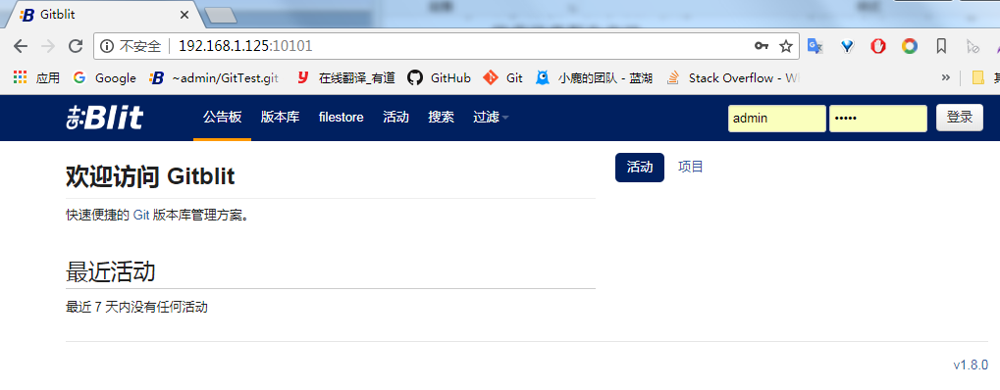 Gitblit
不安全 192.168.1.125:10101
应用 Google ~admin/GitTest.git 在线翻译_有道 GitHub Git 小鹿的团队 - 蓝湖 Stack Overflow - »
git:Blit 公告板 版本库 filestore 活动 搜索 过滤 admin ••••• 登录
欢迎访问 Gitblit
活动 项目
快速便捷的 Git 版本库管理方案。
最近活动
最近 7 天内没有任何活动
v1.8.0